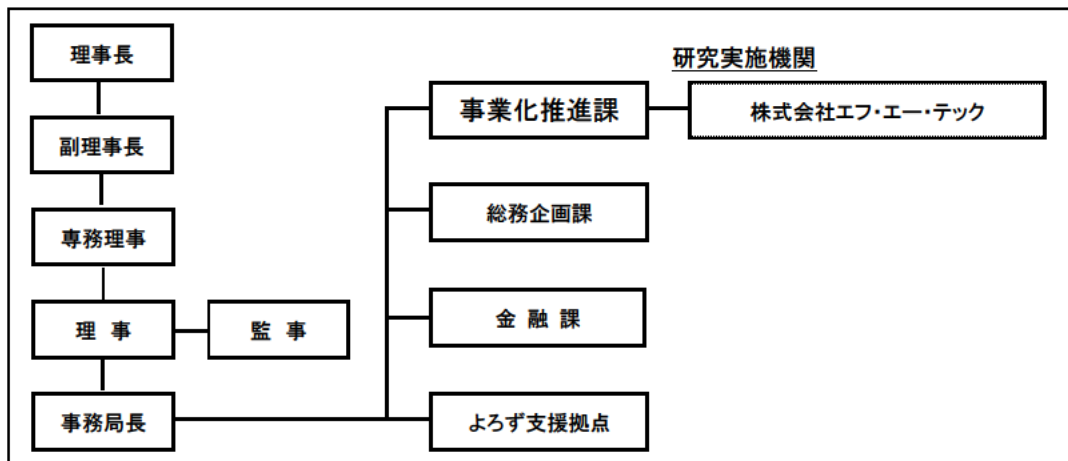 理事長
副理事長
専務理事
理 事
監 事
事務局長
研究実施機関
事業化推進課
株式会社エフ・エー・テック
総務企画課
金 融 課
よろず支援拠点